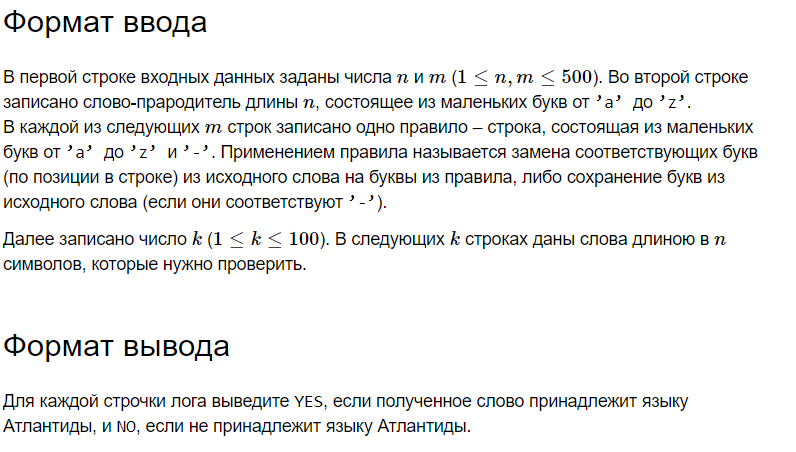 Формат ввода
В первой строке входных данных заданы числа n и m (1 ≤ n, m ≤ 500). Во второй строке
записано слово-прародитель длины n, состоящее из маленьких букв от ’a’ до ’z’.
В каждой из следующих m строк записано одно правило – строка, состоящая из маленьких
букв от ’a’ до ’z’ и ’-’. Применением правила называется замена соответствующих букв
(по позиции в строке) из исходного слова на буквы из правила, либо сохранение букв из
исходного слова (если они соответствуют ’-’).
Далее записано число k (1 ≤ k ≤ 100). В следующих k строках даны слова длиною в n
символов, которые нужно проверить.
Формат вывода
Для каждой строчки лога выведите YES, если полученное слово принадлежит языку
Атлантиды, и NO, если не принадлежит языку Атлантиды.